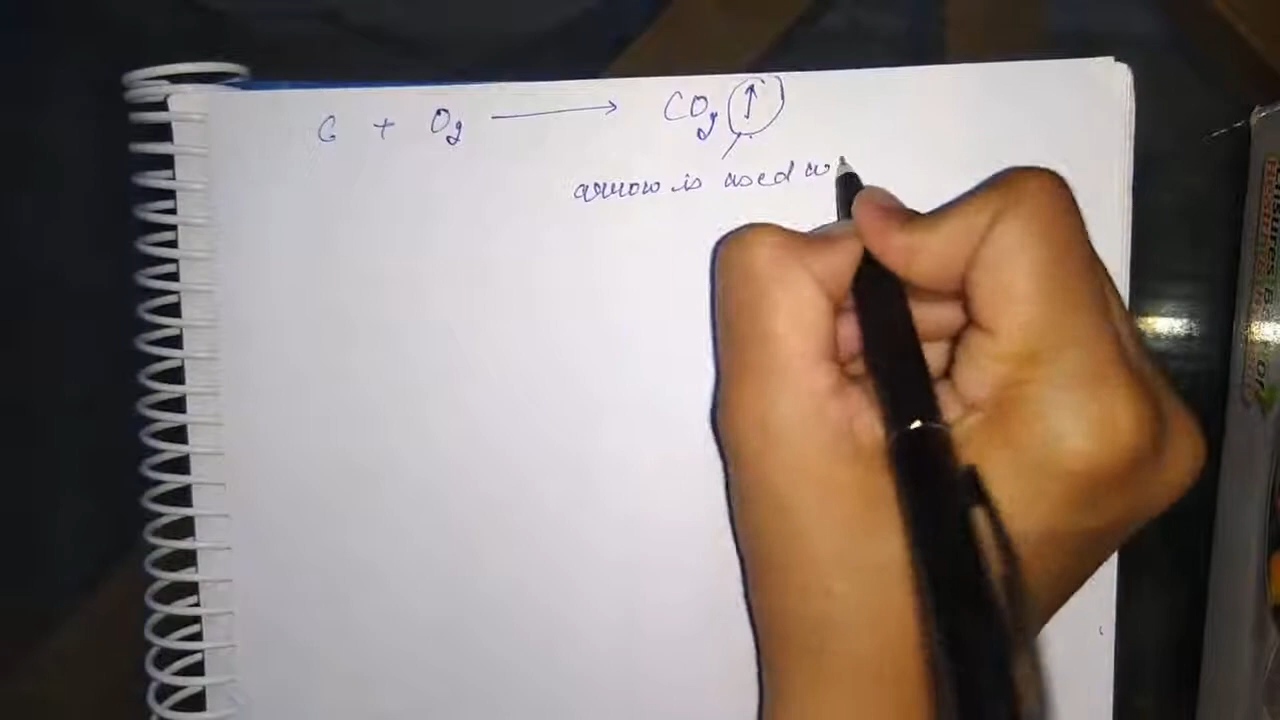 C + O₂ ⟶ CO₂ ↑
arrow is used w